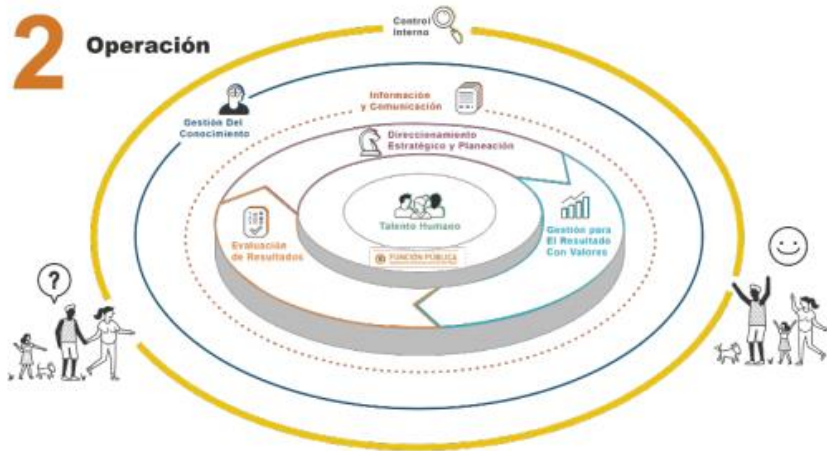 2 Operación
Control
Interno
Información
y Comunicación
Gestión Del
Conocimiento
Direccionamiento
Estratégico y Planeación
Talento Humano
Evaluación
de Resultados
Gestión para
El Resultado
Con Valores
FUNCIÓN PÚBLICA
?